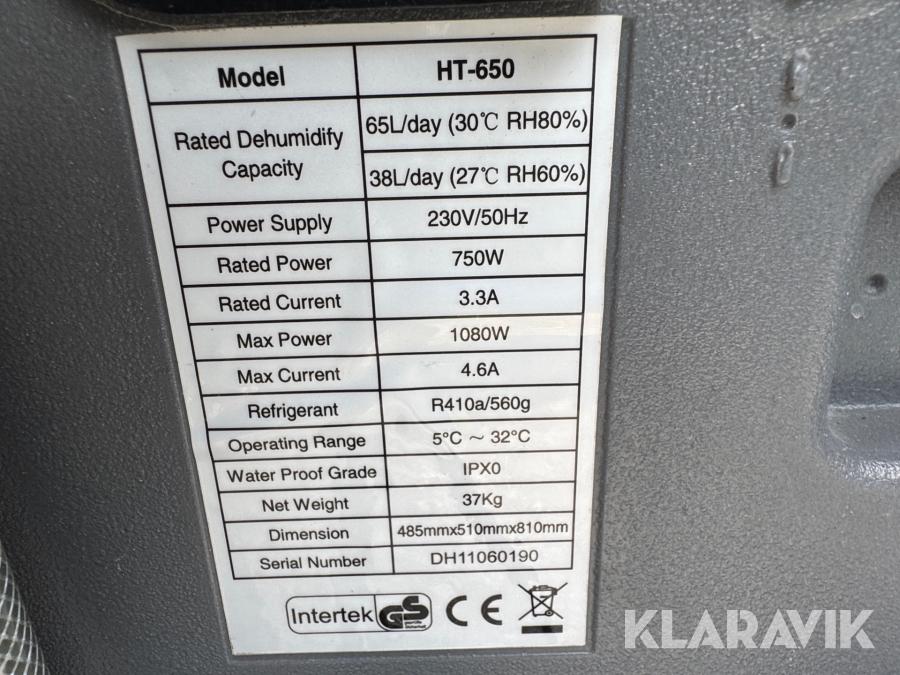 Model HT-650
Rated Dehumidify Capacity 65L/day (30℃ RH80%)
38L/day (27℃ RH60%)
Power Supply 230V/50Hz
Rated Power 750W
Rated Current 3.3A
Max Power 1080W
Max Current 4.6A
Refrigerant R410a/560g
Operating Range 5°C ~ 32°C
Water Proof Grade IPX0
Net Weight 37Kg
Dimension 485mmx510mmx810mm
Serial Number DH11060190
Intertek GS CE
KLARAVIK